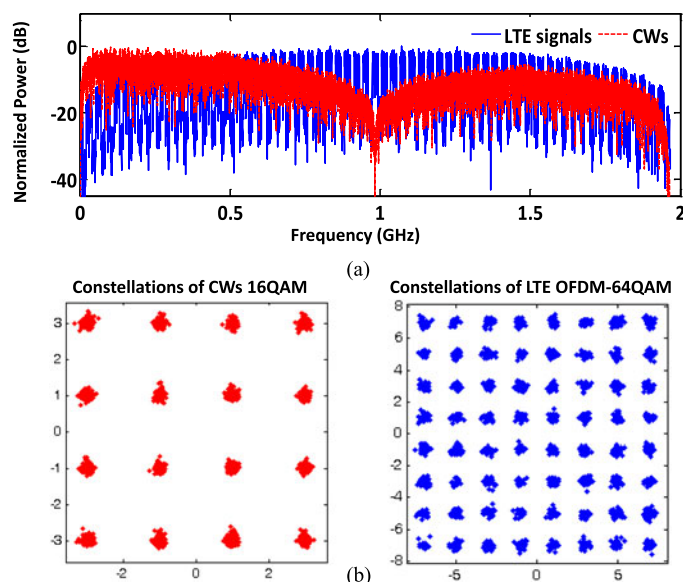 LTE signals CWs
Normalized Power (dB)
0
-20
-40
0 0.5 1 1.5 2
Frequency (GHz)
(a)
Constellations of CWs 16QAM
3
2
1
0
-1
2
-3
-2 0 2
Constellations of LTE OFDM-64QAM
8
6
4
2
0
-2
-4
-6
-8
-5 0 5
(b)